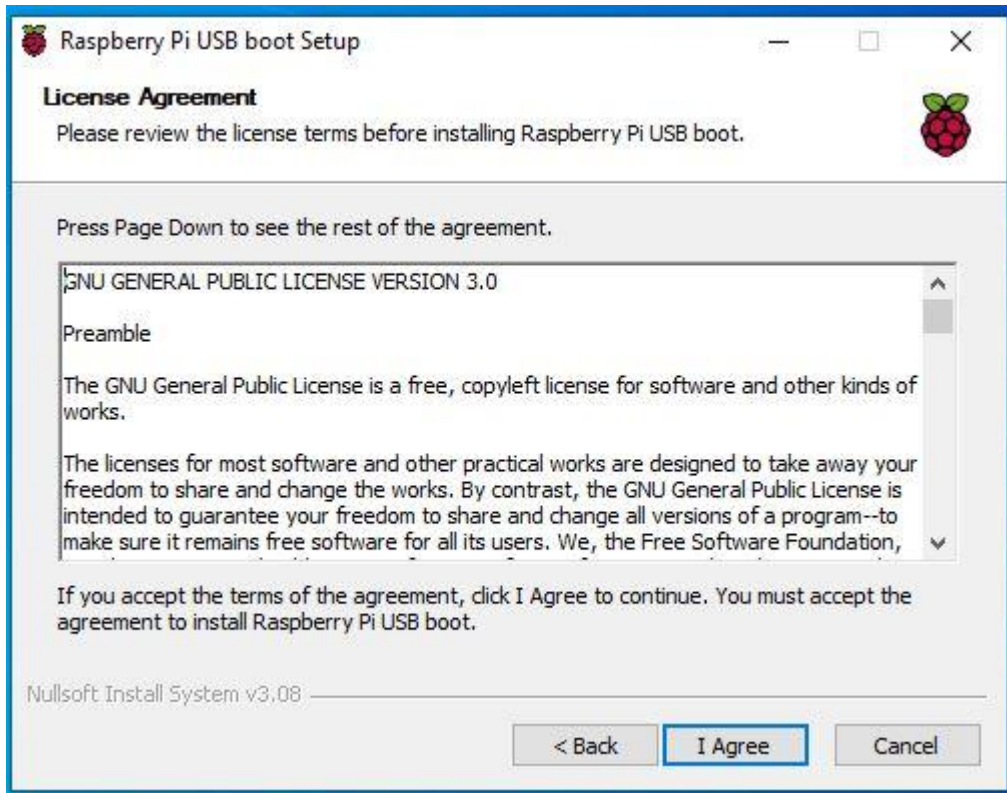 Raspberry Pi USB boot Setup
License Agreement
Please review the license terms before installing Raspberry Pi USB boot.
Press Page Down to see the rest of the agreement.
GNU GENERAL PUBLIC LICENSE VERSION 3.0
Preamble
The GNU General Public License is a free, copyleft license for software and other kinds of
works.
The licenses for most software and other practical works are designed to take away your
freedom to share and change the works. By contrast, the GNU General Public License is
intended to guarantee your freedom to share and change all versions of a program--to
make sure it remains free software for all its users. We, the Free Software Foundation,
If you accept the terms of the agreement, click I Agree to continue. You must accept the
agreement to install Raspberry Pi USB boot.
Nullsoft Install System v3.08
< Back
I Agree
Cancel